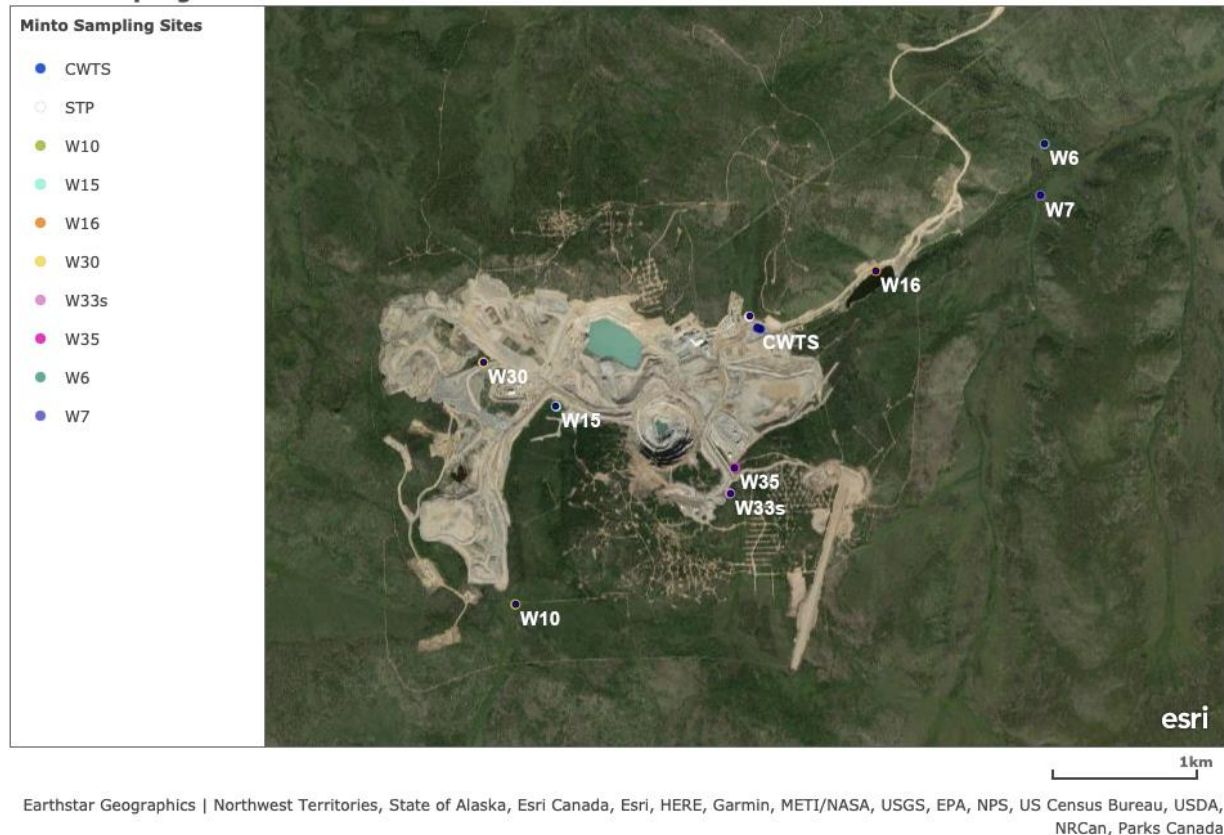 Minto Sampling Sites
CWTS
STP
W10
W15
W16
W30
W33s
W35
W6
W7
W6
W7
W16
CWTS
W30
W15
W35
W33s
W10
esri
1km
Earthstar Geographics | Northwest Territories, State of Alaska, Esri Canada, Esri, HERE, Garmin, METI/NASA, USGS, EPA, NPS, US Census Bureau, USDA,
NRCan, Parks Canada